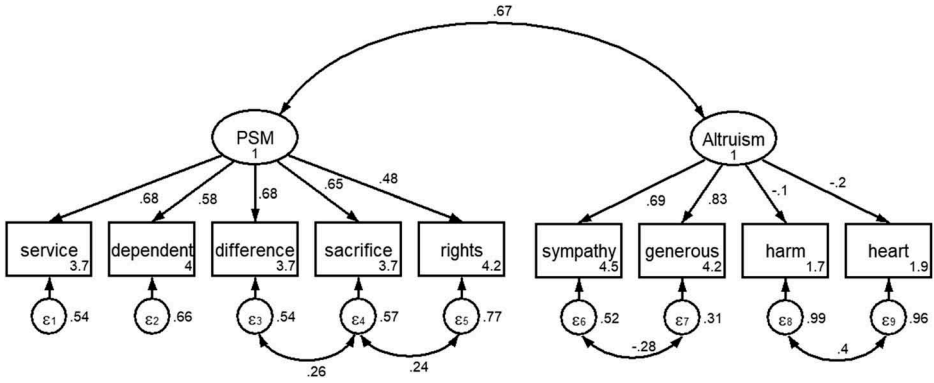 .67
PSM
1
Altruism
1
.68
.58
.68
.65
.48
.69
.83
-.1
-.2
service
3.7
dependent
4
difference
3.7
sacrifice
3.7
rights
4.2
sympathy
4.5
generous
4.2
harm
1.7
heart
1.9
ε1 .54
ε2 .66
ε3 .54
ε4 .57
ε5 .77
ε6 .52
ε7 .31
ε8 .99
ε9 .96
.26
.24
-.28
.4